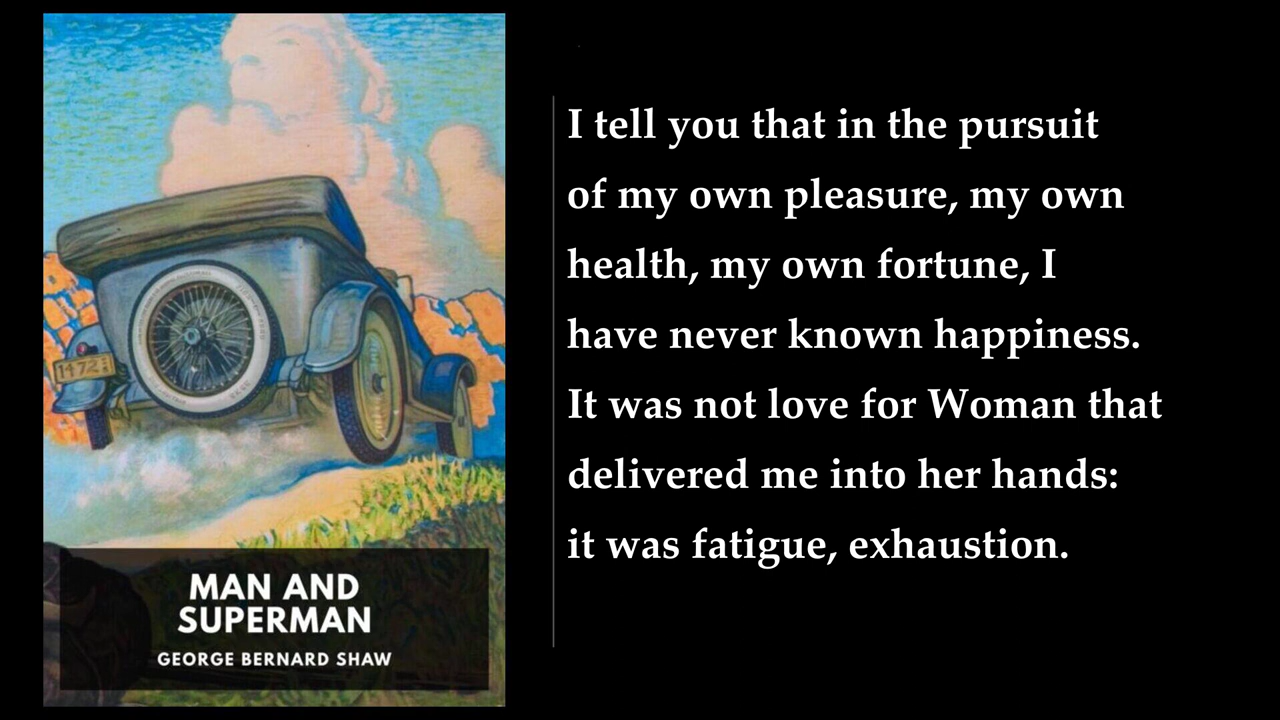 I tell you that in the pursuit
of my own pleasure, my own
health, my own fortune, I
have never known happiness.
It was not love for Woman that
delivered me into her hands:
it was fatigue, exhaustion.
1472
MAN AND
SUPERMAN
GEORGE BERNARD SHAW